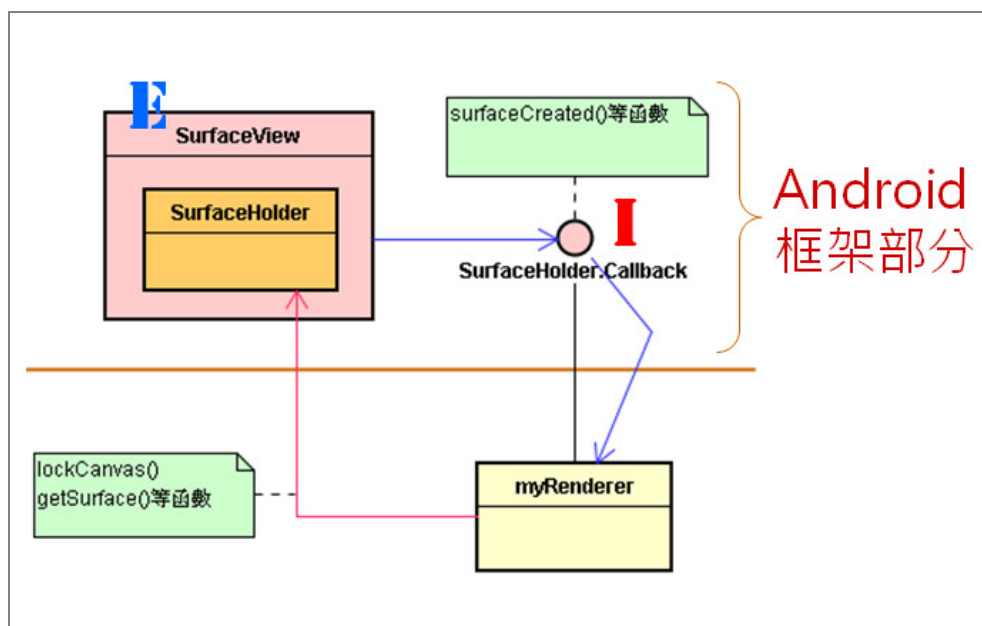 E
SurfaceView
SurfaceHolder
surfaceCreated()等函數
I
SurfaceHolder.Callback
Android
框架部分
lockCanvas()
getSurface()等函數
myRenderer